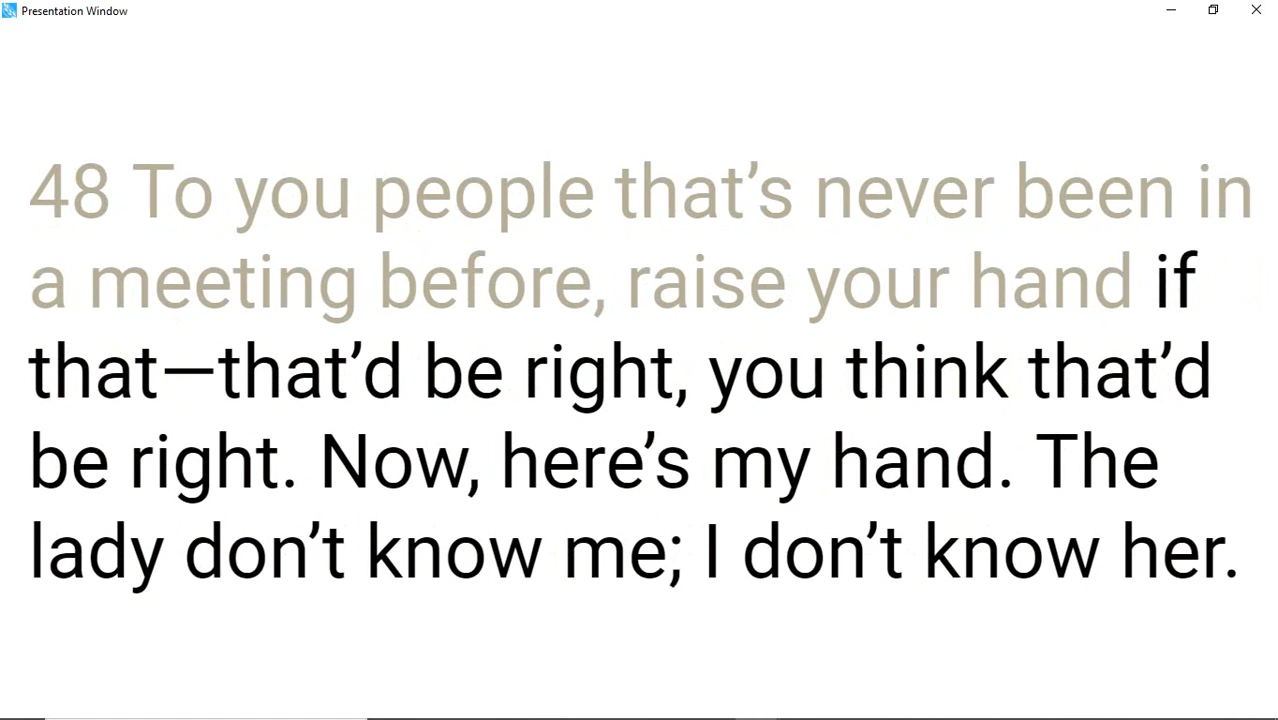 Presentation Window
48 To you people that’s never been in
a meeting before, raise your hand if
that—that’d be right, you think that’d
be right. Now, here’s my hand. The
lady don’t know me; I don’t know her.